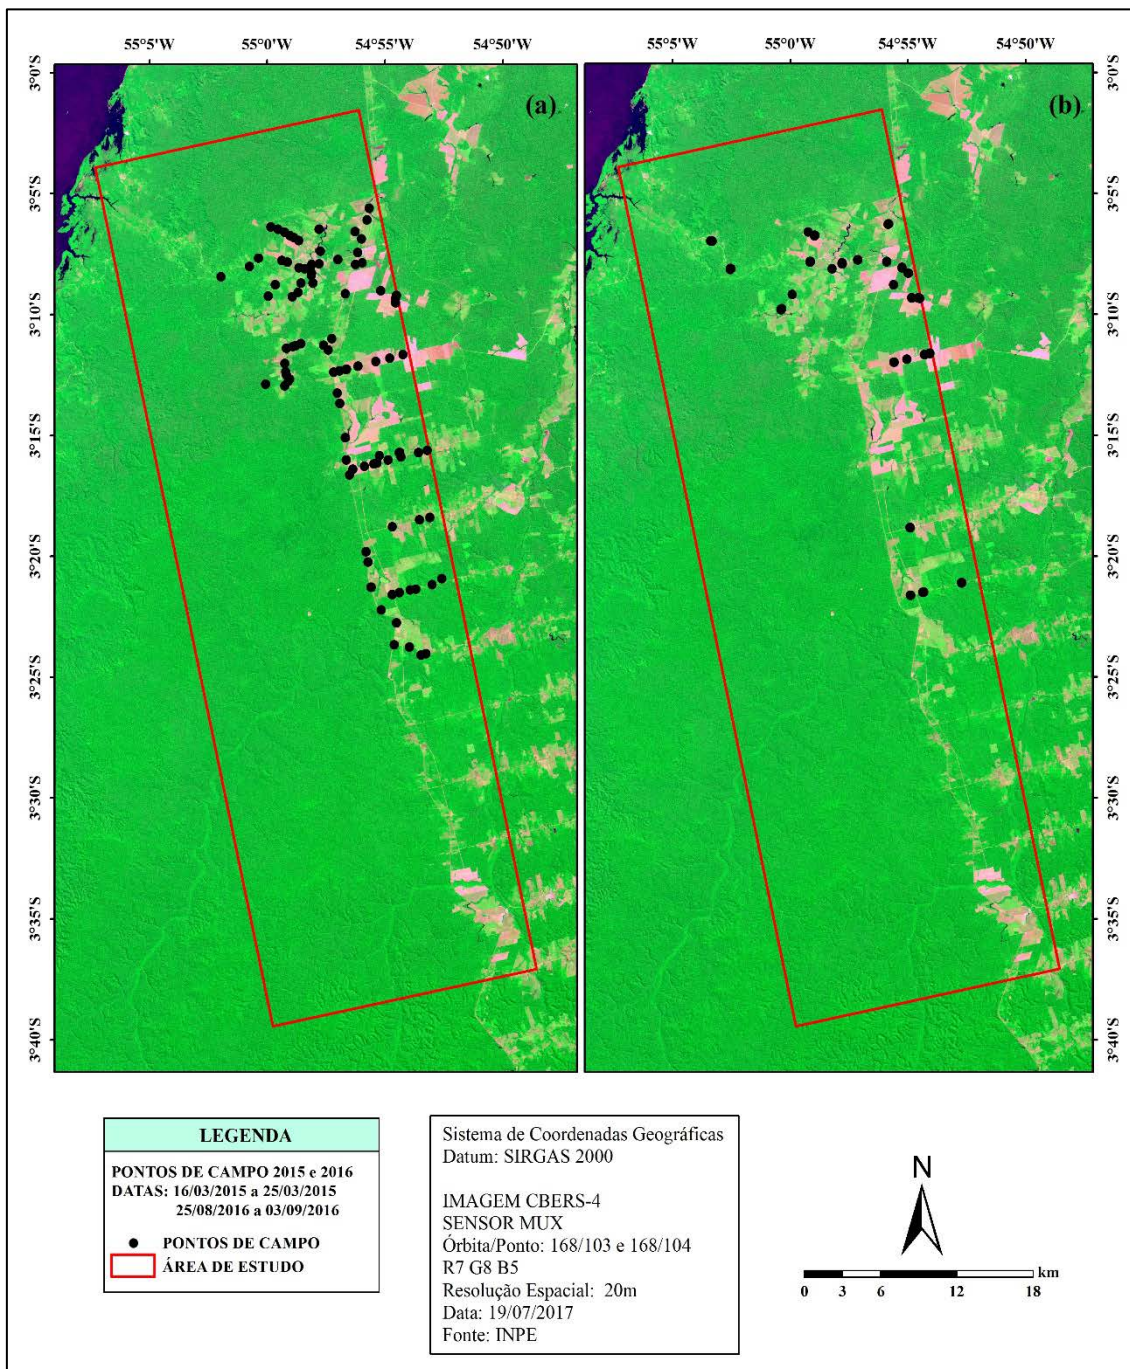 55°5'W 55°0'W 54°55'W 54°50'W 55°5'W 55°0'W 54°55'W 54°50'W
3°0'S 3°0'S
(a) (b)
3°5'S 3°5'S
3°10'S 3°10'S
3°15'S 3°15'S
3°20'S 3°20'S
3°25'S 3°25'S
3°30'S 3°30'S
3°35'S 3°35'S
3°40'S 3°40'S
LEGENDA
PONTOS DE CAMPO 2015 e 2016
DATAS: 16/03/2015 a 25/03/2015
25/08/2016 a 03/09/2016
PONTOS DE CAMPO
ÁREA DE ESTUDO
Sistema de Coordenadas Geográficas
Datum: SIRGAS 2000
IMAGEM CBERS-4
SENSOR MUX
Órbita/Ponto: 168/103 e 168/104
R7 G8 B5
Resolução Espacial: 20m
Data: 19/07/2017
Fonte: INPE
N
km
0 3 6 12 18